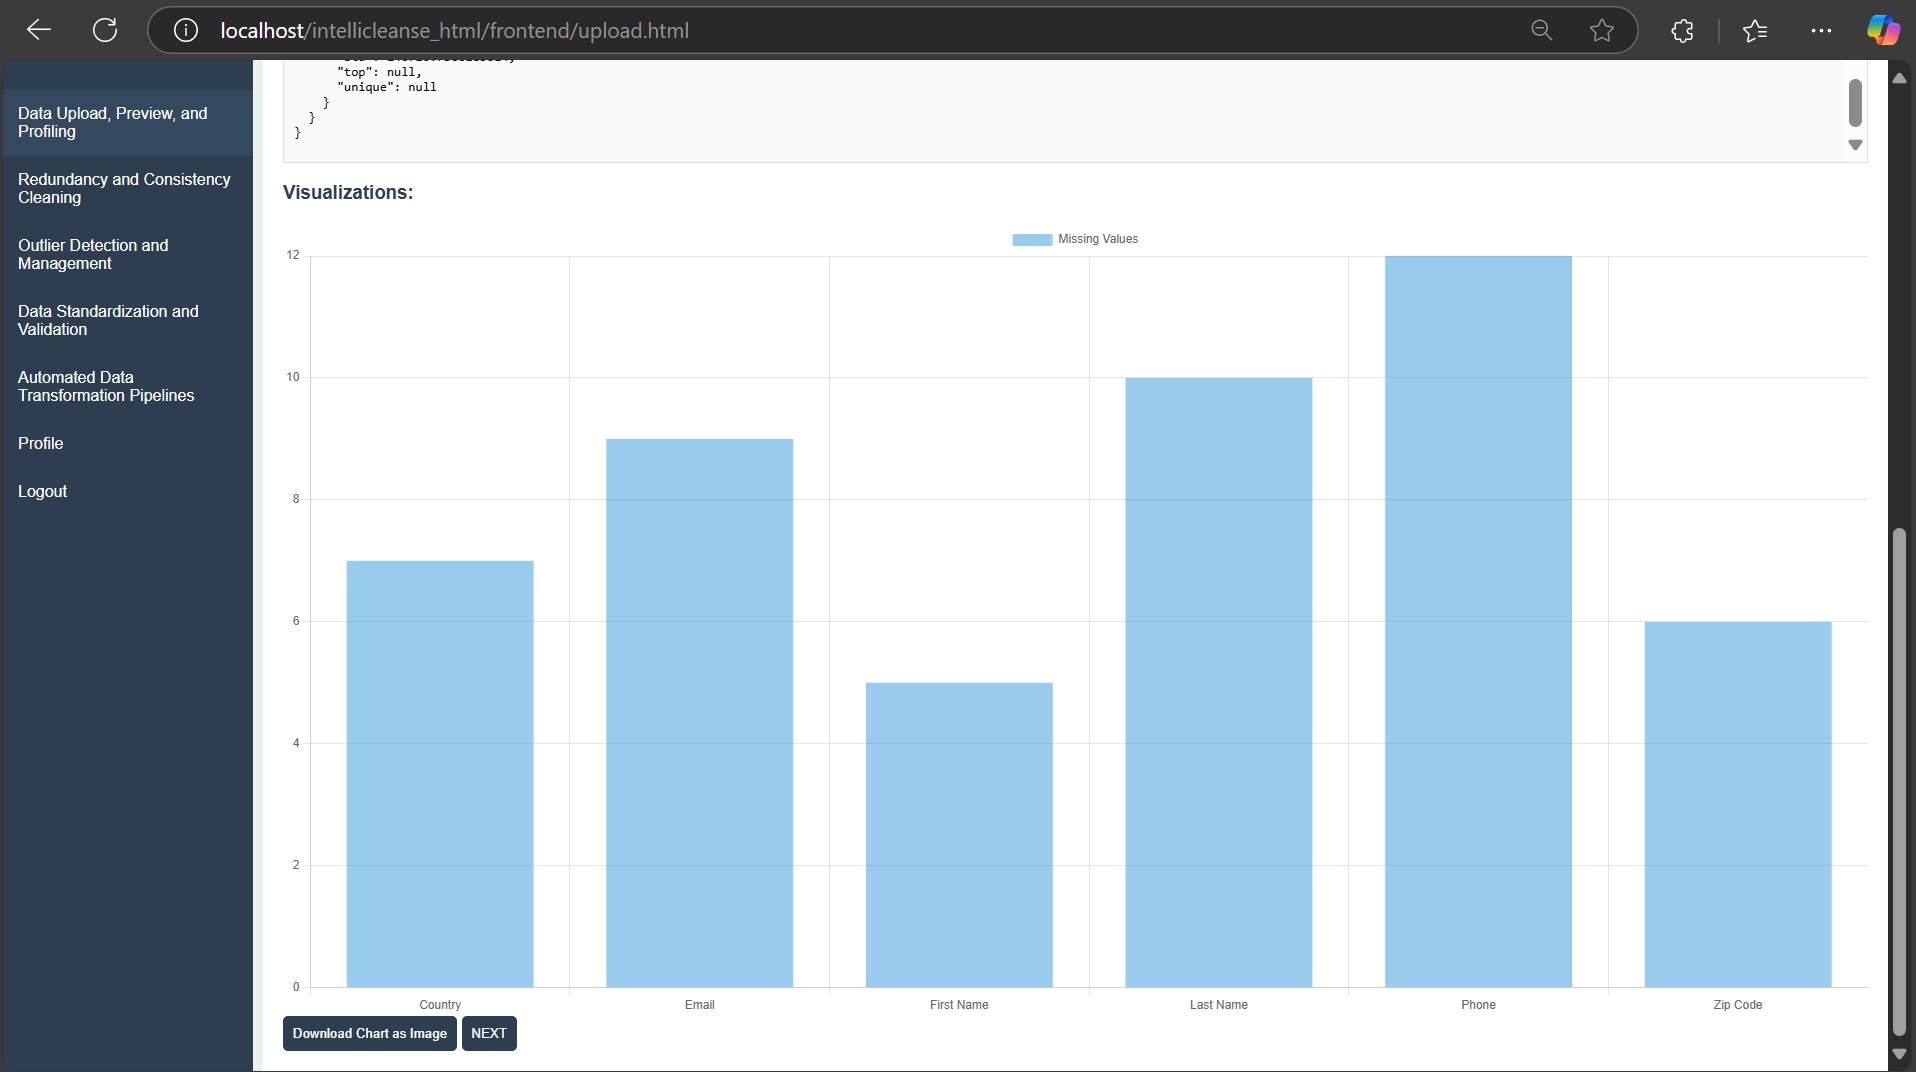 localhost/intellicleanse_html/frontend/upload.html
Data Upload, Preview, and
Profiling
Redundancy and Consistency
Cleaning
Outlier Detection and
Management
Data Standardization and
Validation
Automated Data
Transformation Pipelines
Profile
Logout
"top": null,
"unique": null
}
}
}
Visualizations:
Missing Values
12
10
8
6
4
2
0
Country Email First Name Last Name Phone Zip Code
Download Chart as Image NEXT